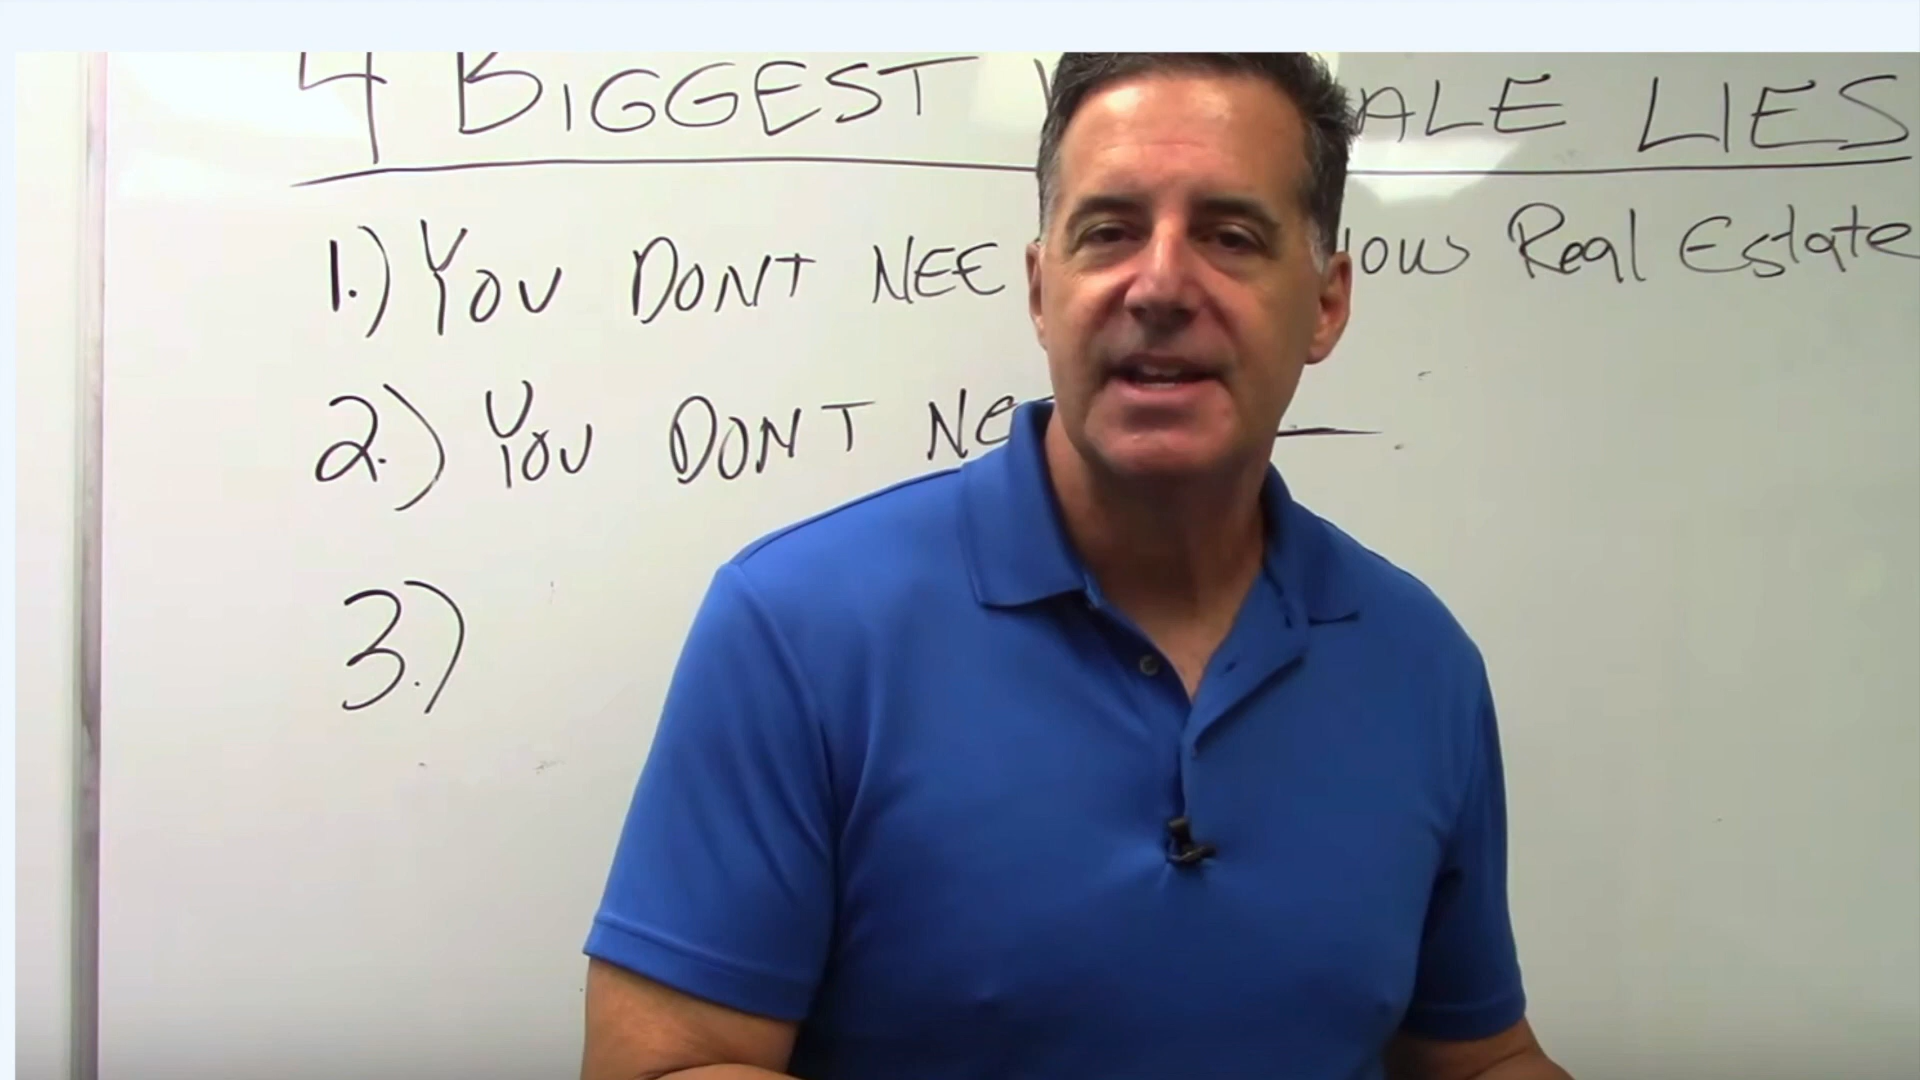 4 BIGGEST ALE LIES
1.) YOU DONT NEE ow Real Estate
2.) YOU DONT NE
3.)